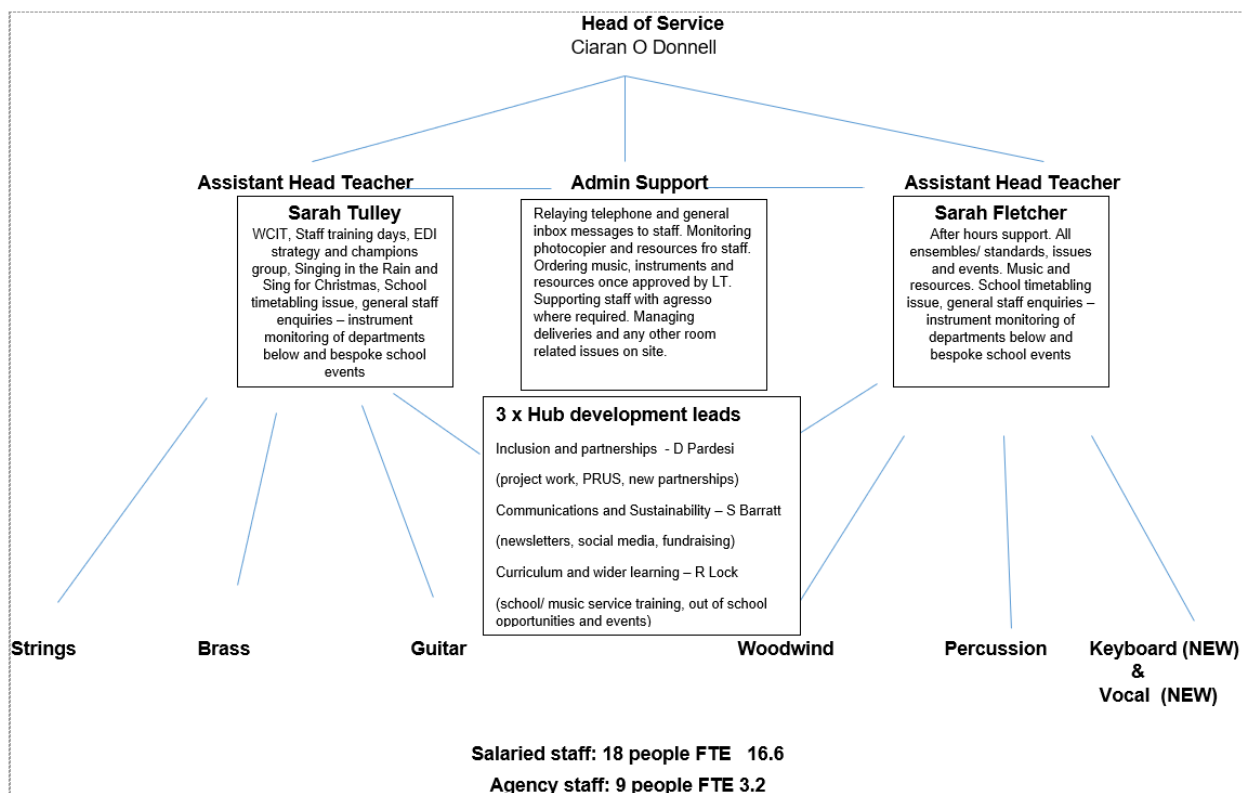 Head of Service
Ciaran O Donnell
Assistant Head Teacher
Sarah Tulley
WCIT, Staff training days, EDI
strategy and champions
group, Singing in the Rain and
Sing for Christmas, School
timetabling issue, general staff
enquiries – instrument
monitoring of departments
below and bespoke school
events
Admin Support
Relaying telephone and general
inbox messages to staff. Monitoring
photocopier and resources fro staff.
Ordering music, instruments and
resources once approved by LT.
Supporting staff with agresso
where required. Managing
deliveries and any other room
related issues on site.
Assistant Head Teacher
Sarah Fletcher
After hours support. All
ensembles/ standards, issues
and events. Music and
resources. School timetabling
issue, general staff enquiries –
instrument monitoring of
departments below and
bespoke school events
3 x Hub development leads
Inclusion and partnerships - D Pardesi
(project work, PRUS, new partnerships)
Communications and Sustainability – S Barratt
(newsletters, social media, fundraising)
Curriculum and wider learning – R Lock
(school/ music service training, out of school
opportunities and events)
Strings
Brass
Guitar
Woodwind
Percussion
Keyboard (NEW)
&
Vocal (NEW)
Salaried staff: 18 people FTE 16.6
Agency staff: 9 people FTE 3.2